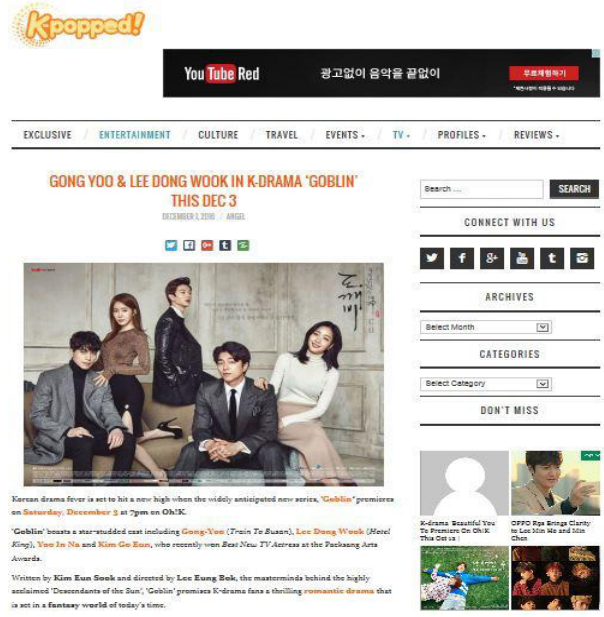 Kpopped!
You Tube Red
광고없이 음악을 끝없이
무료체험하기
EXCLUSIVE / ENTERTAINMENT / CULTURE / TRAVEL / EVENTS / TV / PROFILES / REVIEWS
GONG YOO & LEE DONG WOOK IN K-DRAMA 'GOBLIN'
THIS DEC 3
DECEMBER 1, 2016 / ANGEL
도깨비
Korean drama fever is set to hit a new high when the widely anticipated new series, 'Goblin' premieres
on Saturday, December 3 at 7pm on Oh!K.
'Goblin' boasts a star-studded cast including Gong-Yoo (Train To Busan), Lee Dong Wook (Hotel
King), Yoo In Na and Kim Go Eun, who recently won Best New TV Actress at the Paeksang Arts
Awards.
Written by Kim Eun Sook and directed by Lee Eung Bok, the masterminds behind the highly
acclaimed 'Descendants of the Sun', 'Goblin' promises K-drama fans a thrilling romantic drama that
is set in a fantasy world of today's time.
Search ...
SEARCH
CONNECT WITH US
ARCHIVES
Select Month
CATEGORIES
Select Category
DON'T MISS
K-drama Beautiful You
To Premiere On Oh!K
This Oct 12 |
OPPO R9s Brings Clarity
to Lee Min Ho and Min
Chen